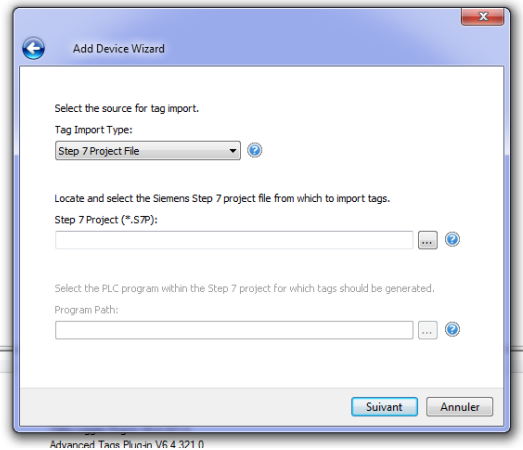 Add Device Wizard
Select the source for tag import.
Tag Import Type:
Step 7 Project File
Locate and select the Siemens Step 7 project file from which to import tags.
Step 7 Project (*.S7P):
...
Select the PLC program within the Step 7 project for which tags should be generated.
Program Path:
...
Suivant Annuler
Advanced Tags Plug-in V6.4.321.0